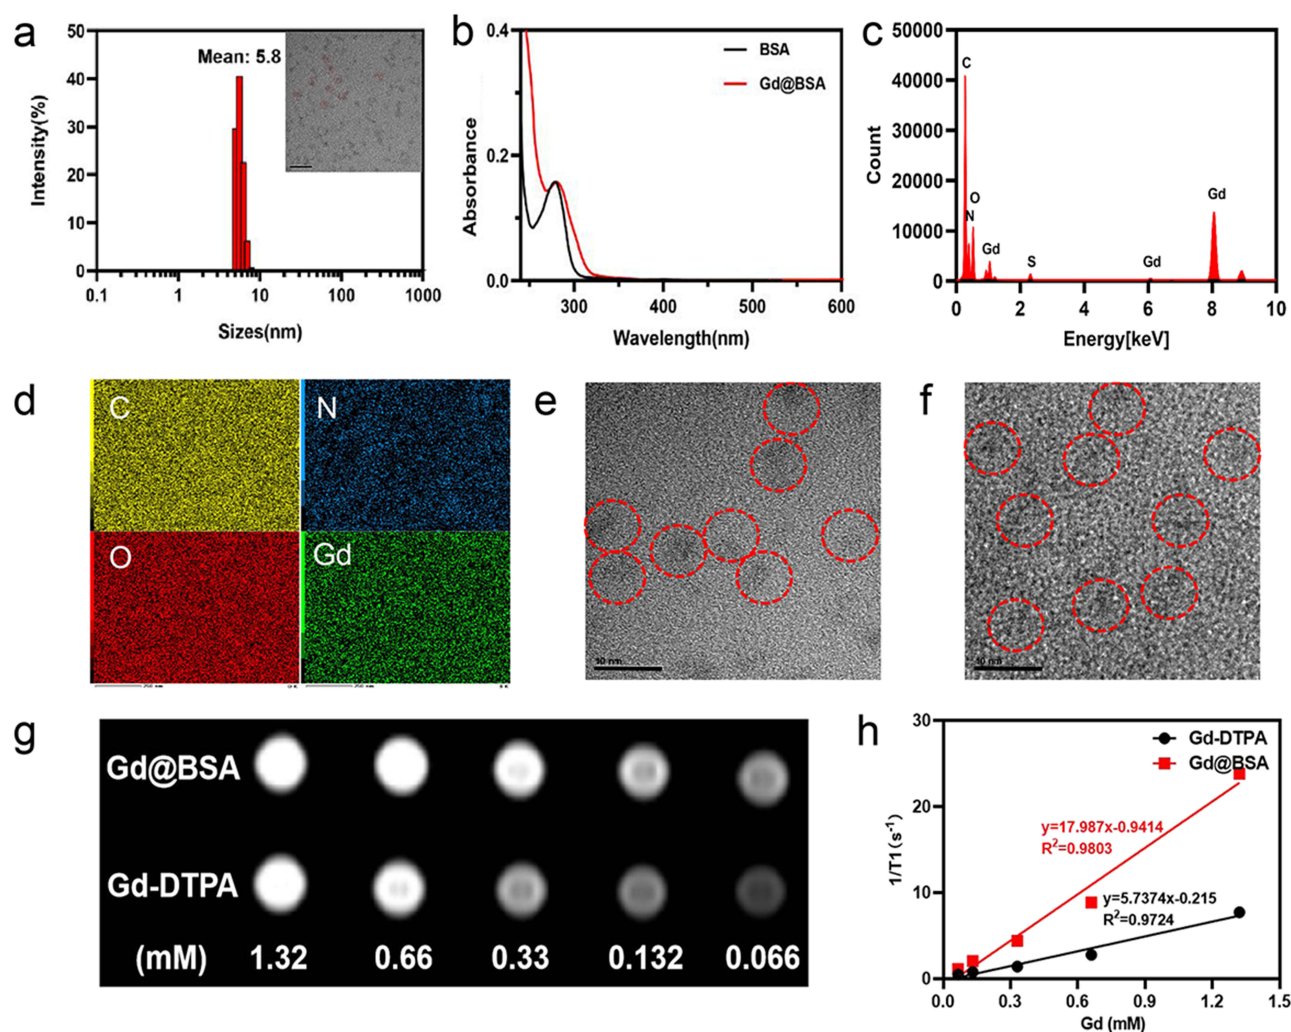 a
50
40
30
20
10
0
Intensity(%)
Mean: 5.8
0.1
1
10
100
1000
Sizes(nm)
b
0.4
0.2
0.0
Absorbance
BSA
Gd@BSA
300
400
500
600
Wavelength(nm)
c
50000
40000
30000
20000
10000
0
Count
C
O
N
Gd
S
Gd
Gd
0
2
4
6
8
10
Energy[keV]
d
C
N
O
Gd
e
10 nm
f
10 nm
g
Gd@BSA
Gd-DTPA
(mM) 1.32 0.66 0.33 0.132 0.066
h
30
20
10
0
1/T1 (s⁻¹)
Gd-DTPA
Gd@BSA
y=17.987x-0.9414
R²=0.9803
y=5.7374x-0.215
R²=0.9724
0.0
0.3
0.6
0.9
1.2
1.5
Gd (mM)